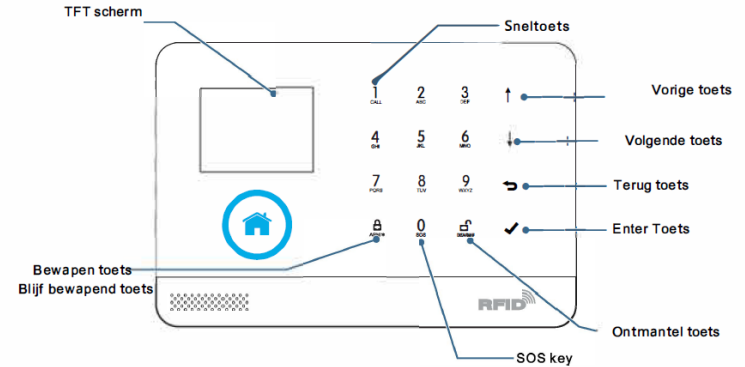 TFT scherm
Sneltoets
1 2 3
CALL ABC DEF
Vorige toets
4 5 6
GHI JKL MNO
Volgende toets
7 8 9
PQRS TUV WXYZ
Terug toets
0
SOS
Enter Toets
Bewapen toets
Blijf bewapend toets
RFID
Ontmantel toets
SOS key